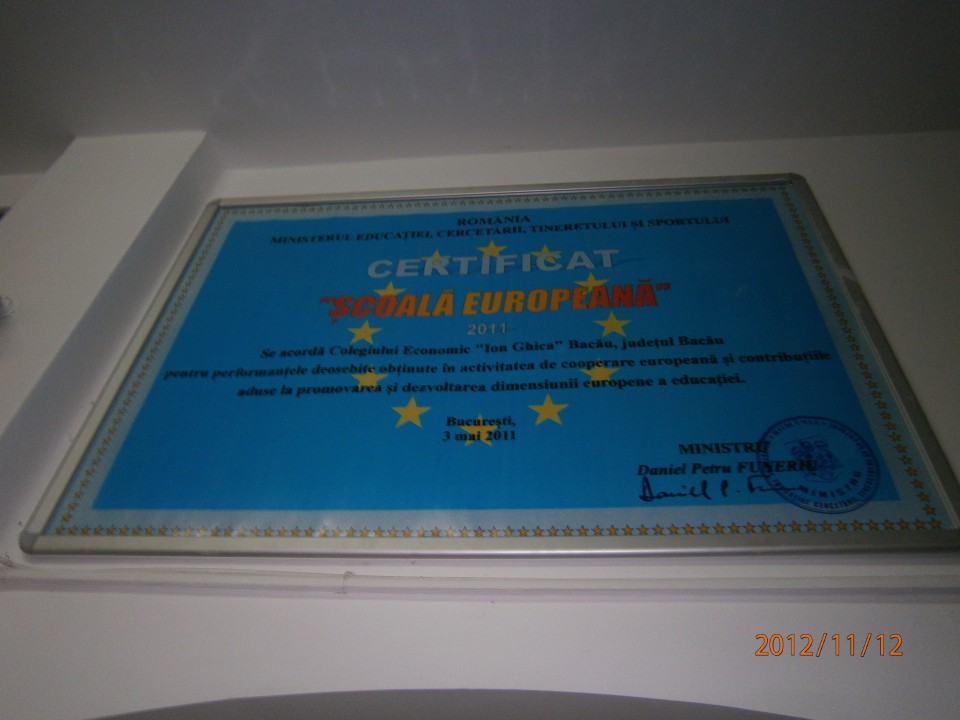 ROMÂNIA
MINISTERUL EDUCAŢIEI, CERCETĂRII, TINERETULUI ŞI SPORTULUI
CERTIFICAT
"ŞCOALĂ EUROPEANĂ"
2011
Se acordă Colegiului Economic "Ion Ghica" Bacău, judeţul Bacău
pentru performanţele deosebite obţinute în activitatea de cooperare europeană şi contribuţiile
aduse la promovarea şi dezvoltarea dimensiunii europene a educaţiei.
Bucureşti,
3 mai 2011
MINISTRU
Daniel Petru FUNERIU
MINISTRU
2012/11/12